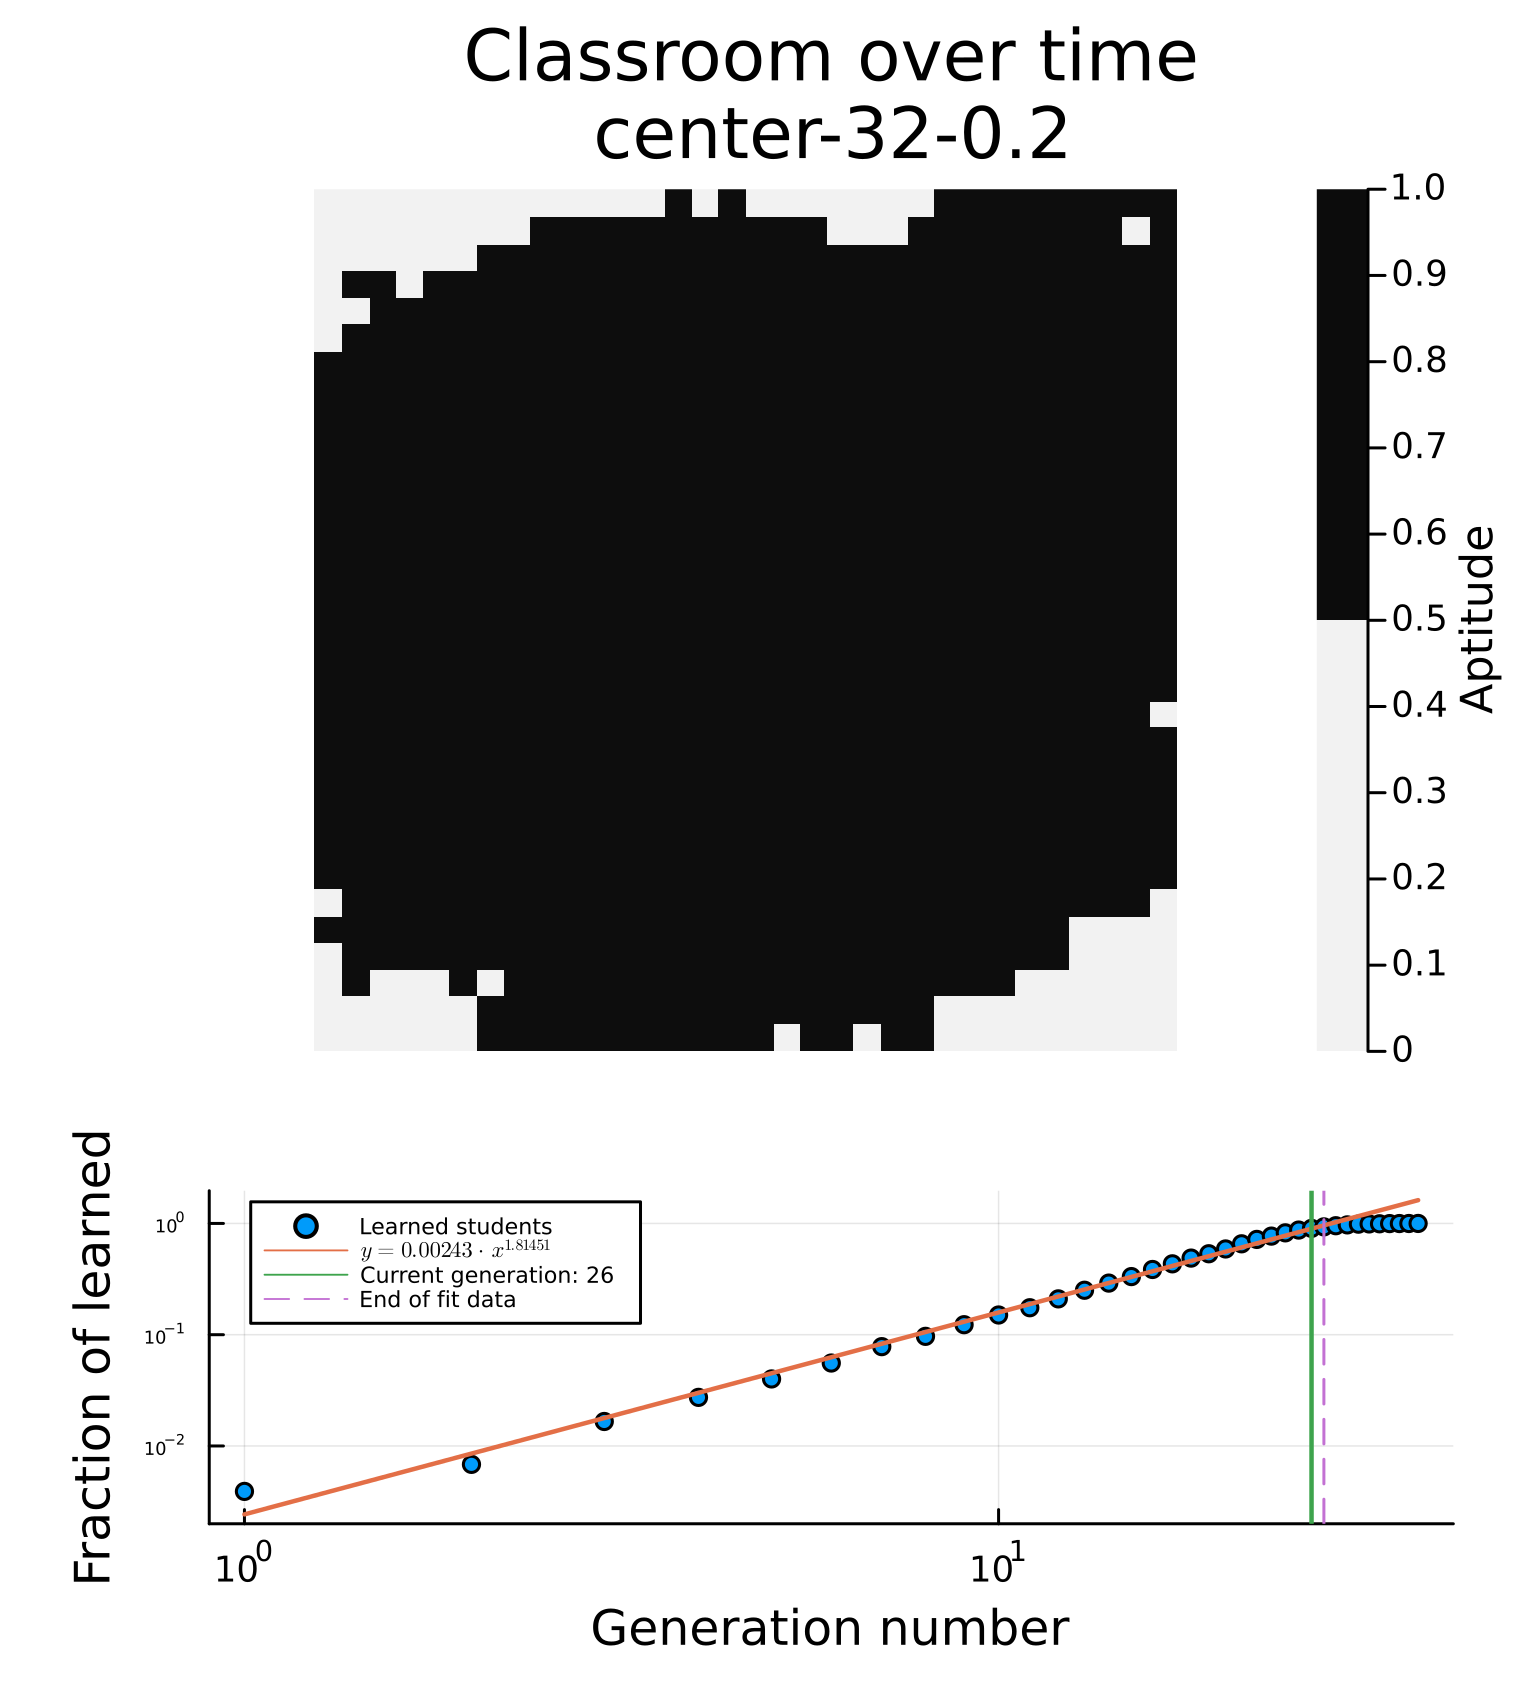 Classroom over time
center-32-0.2
1.0
0.9
0.8
0.7
0.6
0.5
0.4
0.3
0.2
0.1
0
Aptitude
Fraction of learned
10⁰
10⁻¹
10⁻²
Learned students
y = 0.00243 · x^1.81451
Current generation: 26
End of fit data
10⁰
10¹
Generation number